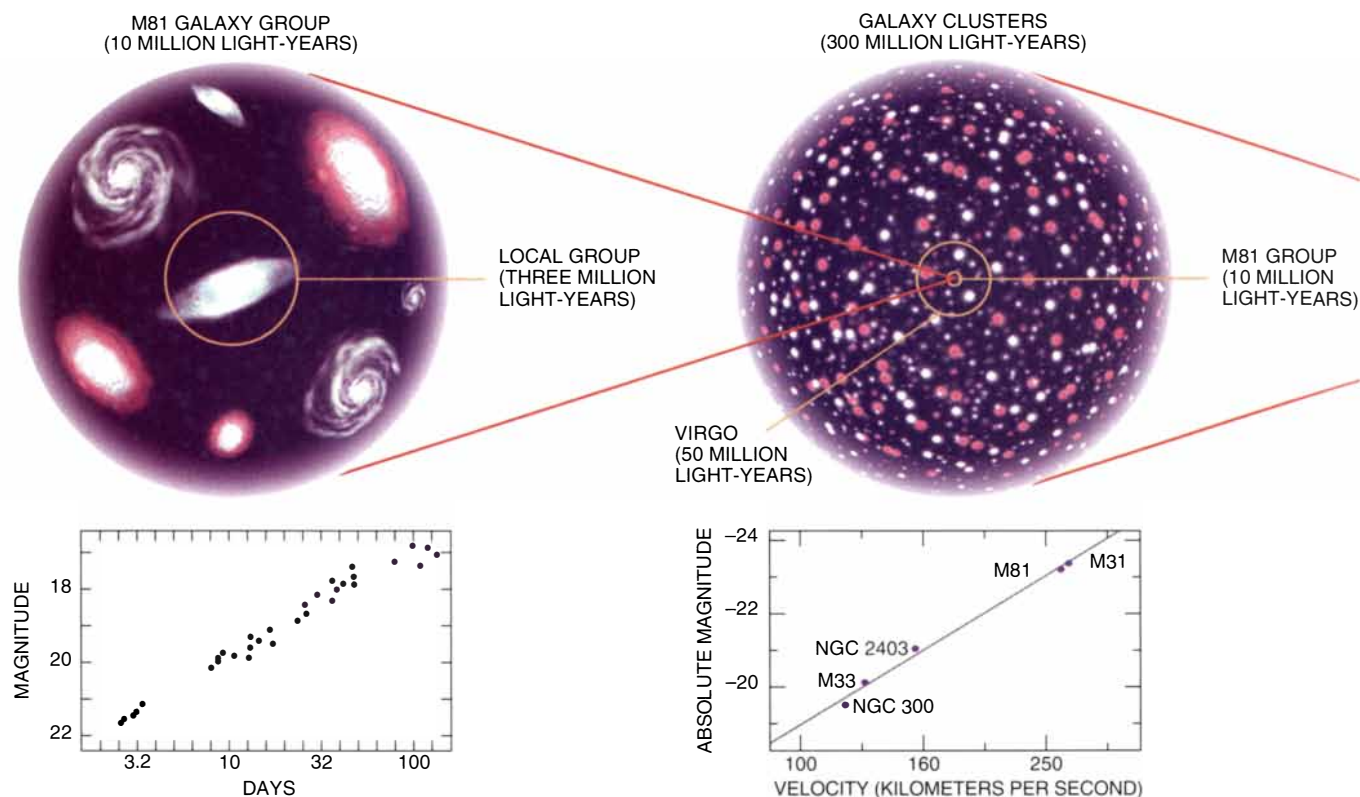 M81 GALAXY GROUP
(10 MILLION LIGHT-YEARS)
LOCAL GROUP
(THREE MILLION
LIGHT-YEARS)
GALAXY CLUSTERS
(300 MILLION LIGHT-YEARS)
M81 GROUP
(10 MILLION
LIGHT-YEARS)
VIRGO
(50 MILLION
LIGHT-YEARS)
MAGNITUDE
18
20
22
3.2
10
32
100
DAYS
ABSOLUTE MAGNITUDE
–24
–22
–20
M81
M31
NGC 2403
M33
NGC 300
100
160
250
VELOCITY (KILOMETERS PER SECOND)